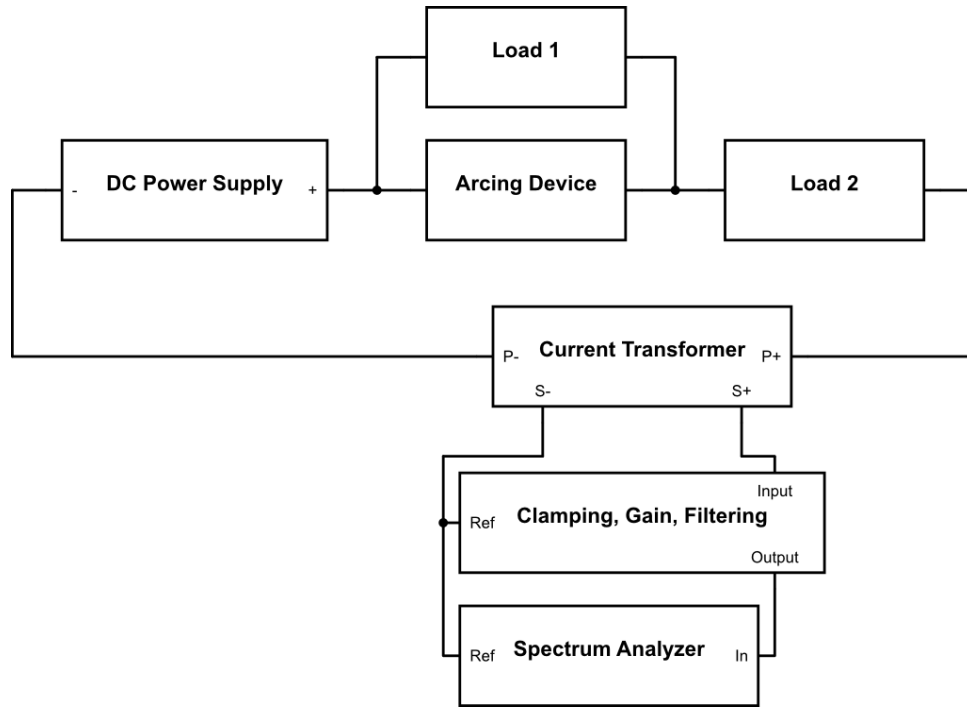 Load 1
- DC Power Supply +
Arcing Device
Load 2
P- Current Transformer P+
S- S+
Input
Ref Clamping, Gain, Filtering
Output
Ref Spectrum Analyzer In